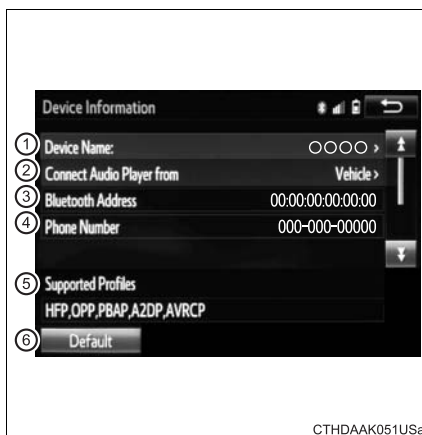 Device Information
① Device Name: ○○○○ ›
② Connect Audio Player from Vehicle ›
③ Bluetooth Address 00:00:00:00:00:00
④ Phone Number 000-000-00000
⑤ Supported Profiles
HFP,OPP,PBAP,A2DP,AVRCP
⑥ Default
CTHDAAK051USa